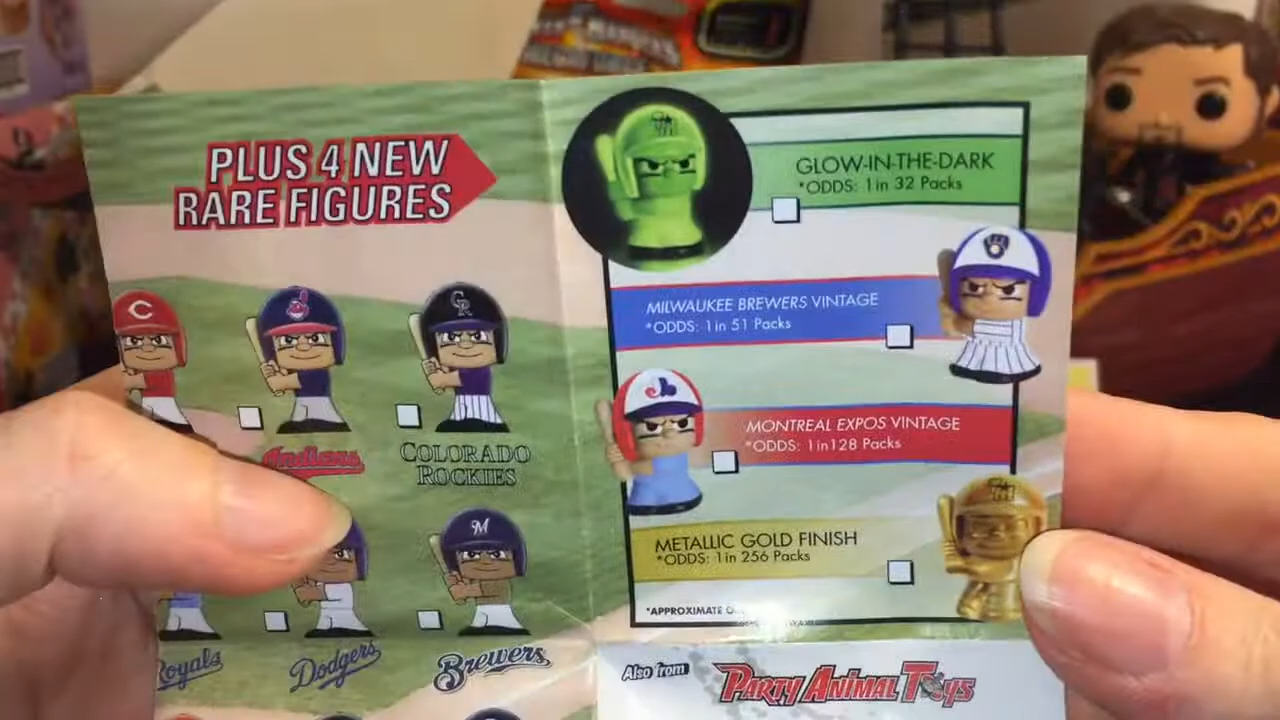 PLUS 4 NEW
RARE FIGURES
C
CR
Indians
COLORADO
ROCKIES
M
Royals
Dodgers
Brewers
GLOW-IN-THE-DARK
*ODDS: 1 in 32 Packs
MILWAUKEE BREWERS VINTAGE
*ODDS: 1 in 51 Packs
MONTREAL EXPOS VINTAGE
*ODDS: 1 in 128 Packs
METALLIC GOLD FINISH
*ODDS: 1 in 256 Packs
*APPROXIMATE
Also from
PARTY ANIMAL TOYS